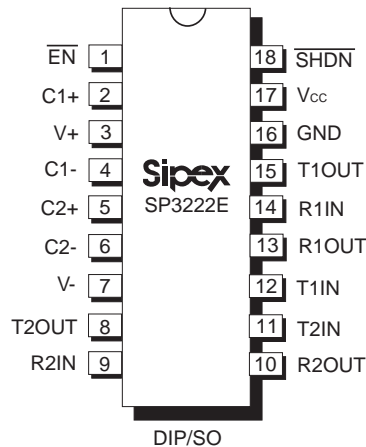 EN 1 18 SHDN
C1+ 2 17 Vcc
V+ 3 16 GND
C1- 4 15 T1OUT
Sipex
C2+ 5 SP3222E 14 R1IN
C2- 6 13 R1OUT
V- 7 12 T1IN
T2OUT 8 11 T2IN
R2IN 9 10 R2OUT
DIP/SO